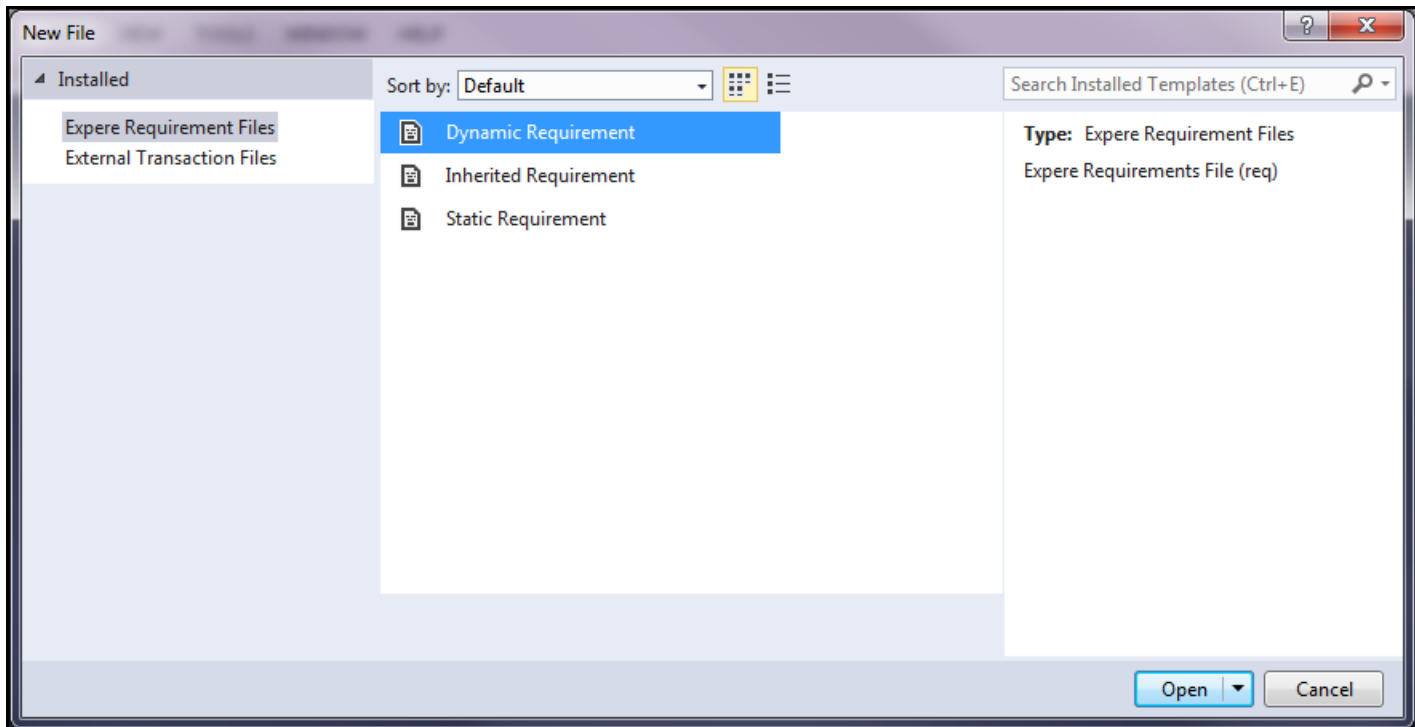 New File
Installed
Expere Requirement Files
External Transaction Files
Sort by: Default
Dynamic Requirement
Inherited Requirement
Static Requirement
Search Installed Templates (Ctrl+E)
Type: Expere Requirement Files
Expere Requirements File (req)
Open
Cancel